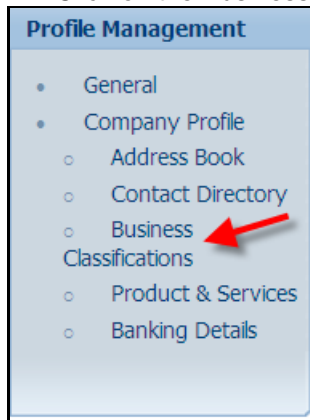 Profile Management
General
Company Profile
Address Book
Contact Directory
Business
Classifications
Product & Services
Banking Details